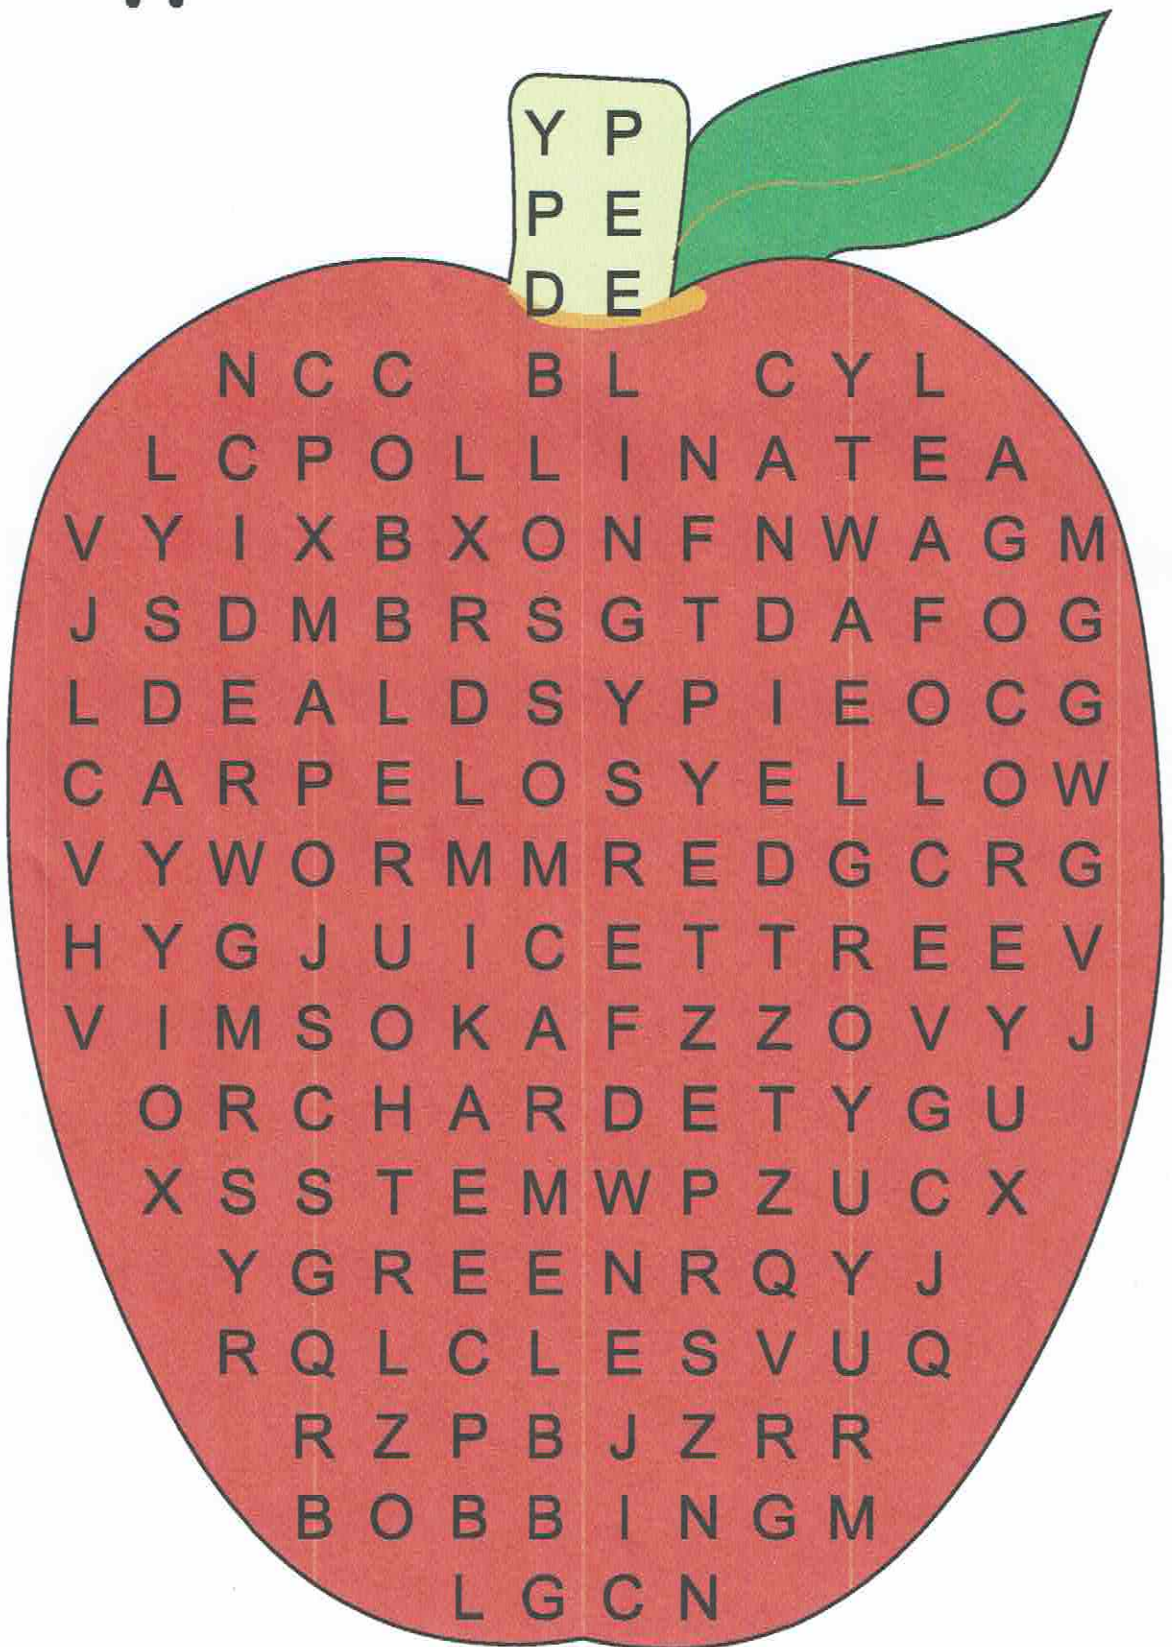 Y P
P E
D E
N C C B L C Y L
L C P O L L I N A T E A
V Y I X B X O N F N W A G M
J S D M B R S G T D A F O G
L D E A L D S Y P I E O C G
C A R P E L O S Y E L L O W
V Y W O R M M R E D G C R G
H Y G J U I C E T T R E E V
V I M S O K A F Z Z O V Y J
O R C H A R D E T Y G U
X S S T E M W P Z U C X
Y G R E E N R Q Y J
R Q L C L E S V U Q
R Z P B J Z R R
B O B B I N G M
L G C N